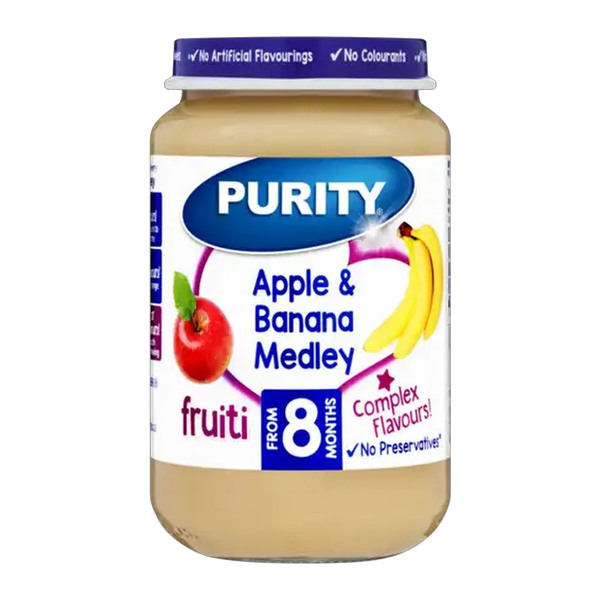 ✓No Artificial Flavourings ✓No Colourants
PURITY®
Apple &
Banana
Medley
fruiti
FROM 8 MONTHS
Complex
Flavours!
✓No Preservatives*